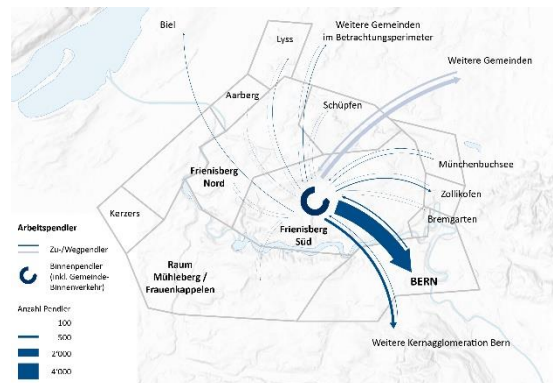 Biel
Weitere Gemeinden
im Betrachtungsperimeter
Lyss
Weitere Gemeinden
Aarberg
Schüpfen
Münchenbuchsee
Frienisberg
Nord
Zollikofen
Kerzers
Bremgarten
Frienisberg
Süd
Arbeitspendler
Zu-/Wegpendler
Binnenpendler
(inkl. Gemeinde-
Binnenverkehr)
Raum
Mühleberg /
Frauenkappelen
BERN
Anzahl Pendler
100
500
2'000
4'000
Weitere Kernagglomeration Bern